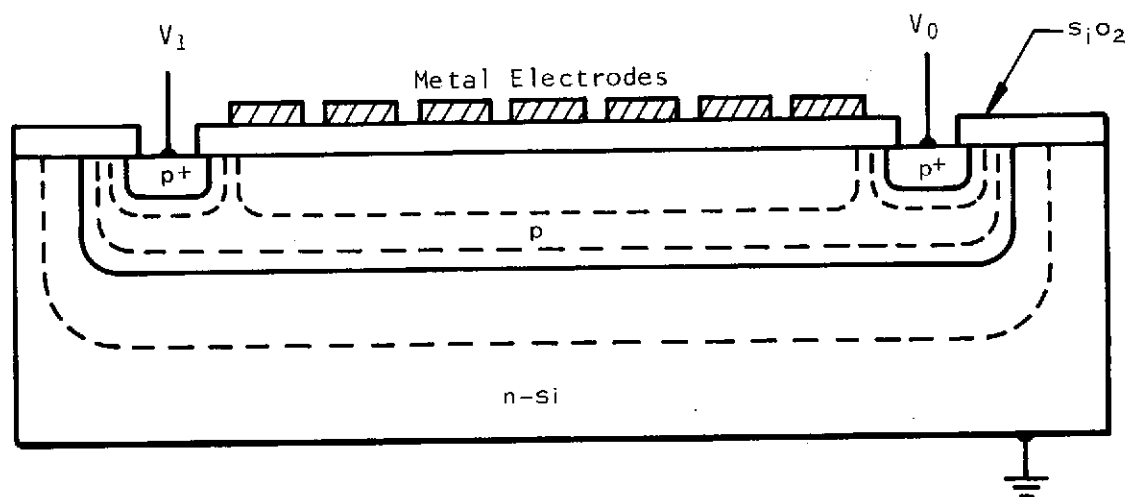 V1
V0
SiO2
Metal Electrodes
p+
p+
p
n-si